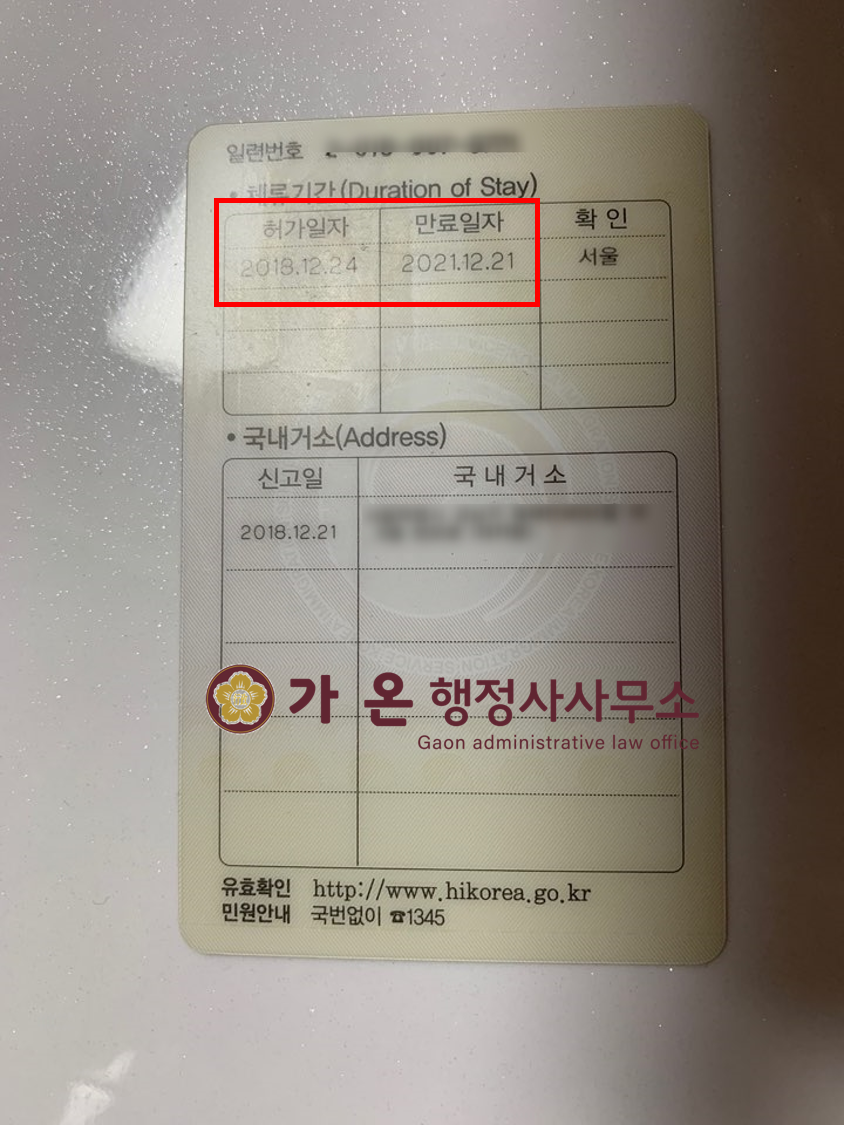 일련번호
• 체류기간(Duration of Stay)
허가일자 만료일자 확 인
2018.12.24 2021.12.21 서울
• 국내거소(Address)
신고일 국 내 거 소
2018.12.21
가 온 행정사사무소
Gaon administrative law office
유효확인 http://www.hikorea.go.kr
민원안내 국번없이 ☎1345